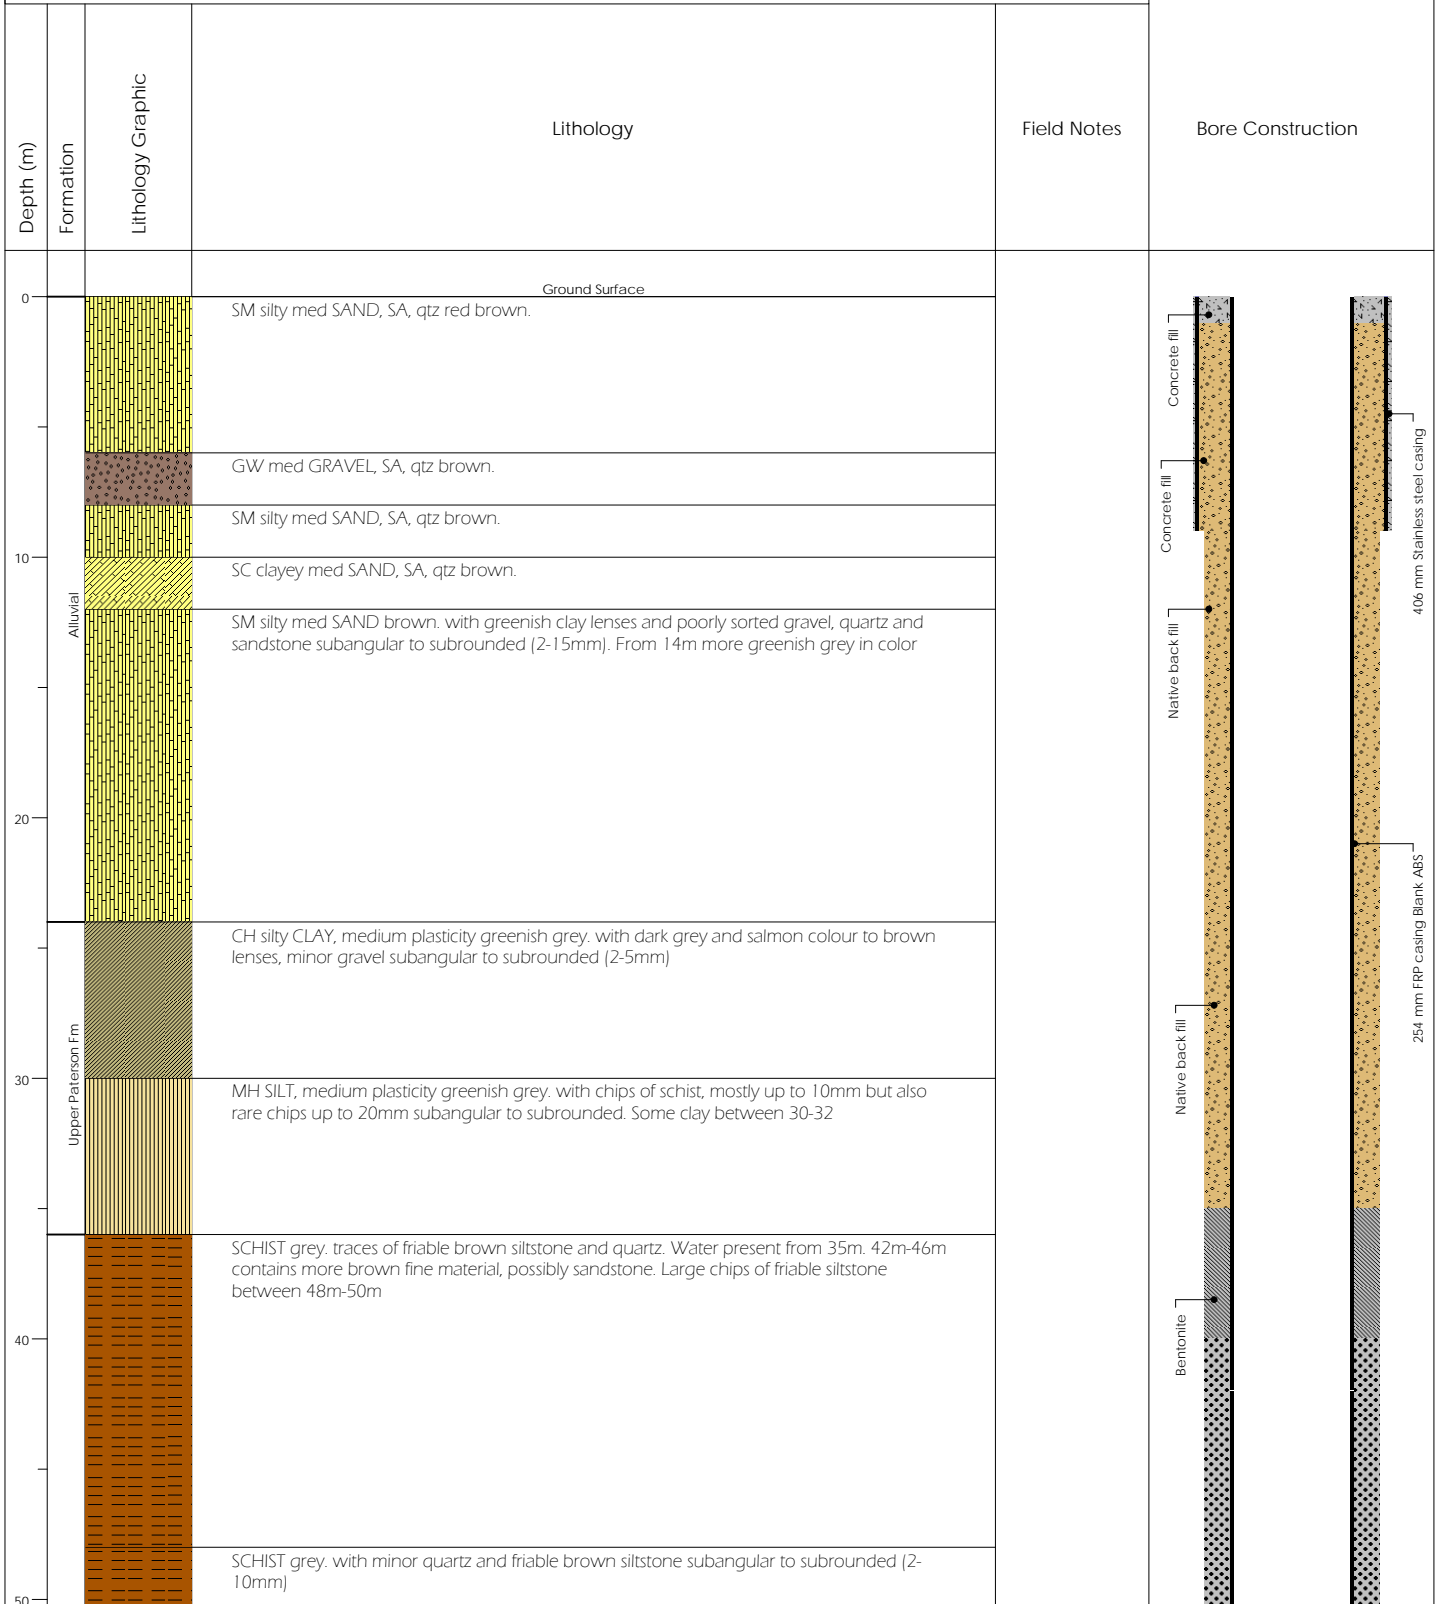 Depth (m)
Formation
Lithology Graphic
Lithology
Field Notes
Bore Construction
Ground Surface
0
SM silty med SAND, SA, qtz red brown.
GW med GRAVEL, SA, qtz brown.
SM silty med SAND, SA, qtz brown.
10
SC clayey med SAND, SA, qtz brown.
Alluvial
SM silty med SAND brown. with greenish clay lenses and poorly sorted gravel, quartz and
sandstone subangular to subrounded (2-15mm). From 14m more greenish grey in color
20
CH silty CLAY, medium plasticity greenish grey. with dark grey and salmon colour to brown
lenses, minor gravel subangular to subrounded (2-5mm)
Upper Paterson Fm
30
MH SILT, medium plasticity greenish grey. with chips of schist, mostly up to 10mm but also
rare chips up to 20mm subangular to subrounded. Some clay between 30-32
SCHIST grey. traces of friable brown siltstone and quartz. Water present from 35m. 42m-46m
contains more brown fine material, possibly sandstone. Large chips of friable siltstone
between 48m-50m
40
SCHIST grey. with minor quartz and friable brown siltstone subangular to subrounded (2-
10mm)
50
Concrete fill
Concrete fill
Native back fill
Native back fill
Bentonite
406 mm Stainless steel casing
254 mm FRP casing Blank ABS